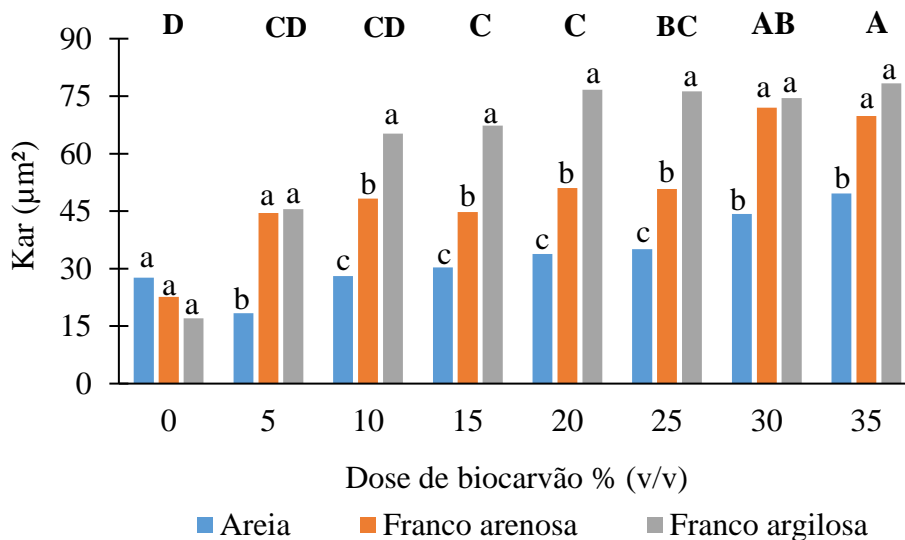 D CD CD C C BC AB A
90
75
60
45
30
15
0
Kar (µm²)
a a a
b a a
c b a
c b a
c b a
c b a
b a a
b a a
0 5 10 15 20 25 30 35
Dose de biocarvão % (v/v)
Areia Franco arenosa Franco argilosa